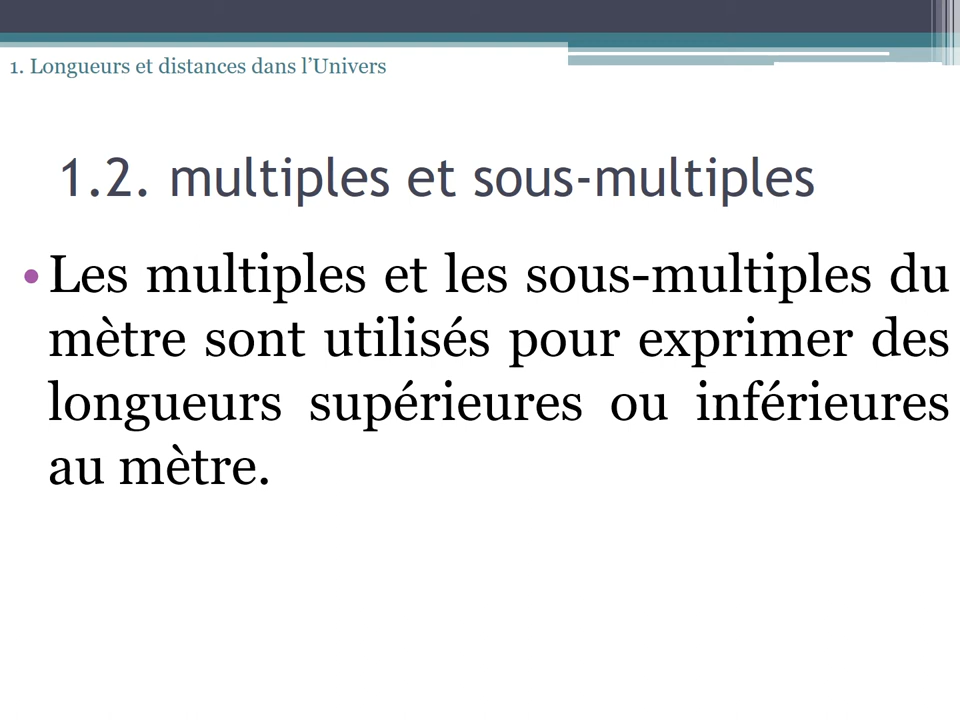 1. Longueurs et distances dans l’Univers
1.2. multiples et sous-multiples
•Les multiples et les sous-multiples du
mètre sont utilisés pour exprimer des
longueurs supérieures ou inférieures
au mètre.